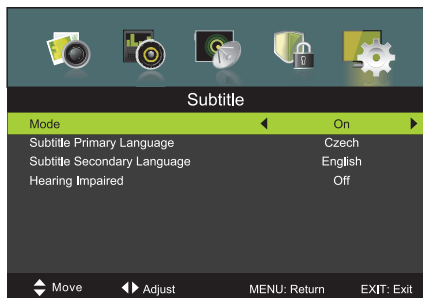 Subtitle
Mode On
Subtitle Primary Language Czech
Subtitle Secondary Language English
Hearing Impaired Off
Move Adjust MENU: Return EXIT: Exit